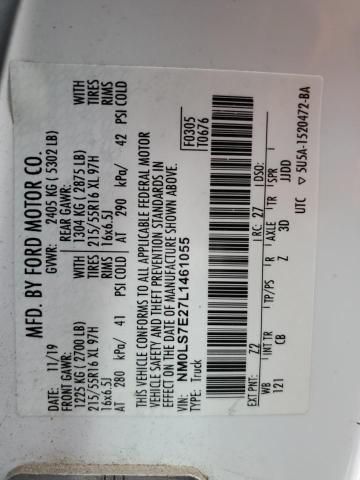 MFD. BY FORD MOTOR CO.
DATE: 11/19 GVWR: 2405 KG (5302 LB)
FRONT GAWR: REAR GAWR:
1225 KG (2700 LB) 1304 KG (2875 LB) WITH
215/55R16 XL 97H 215/55R16 XL 97H TIRES
16x6.5J 16x6.5J RIMS
AT 280 kPa/ 41 PSI COLD AT 290 kPa/ 42 PSI COLD
THIS VEHICLE CONFORMS TO ALL APPLICABLE FEDERAL MOTOR
VEHICLE SAFETY AND THEFT PREVENTION STANDARDS IN
EFFECT ON THE DATE OF MANUFACTURE SHOWN ABOVE.
VIN: NM0LS7E27L1461055
TYPE: Truck
F0305
T0676
EXT PNT: Z2 RC: 27 DSO:
WB INT TR TP/PS R AXLE TR SPR
121 CB Z 3D JJDD
5U5A-1520472-BA